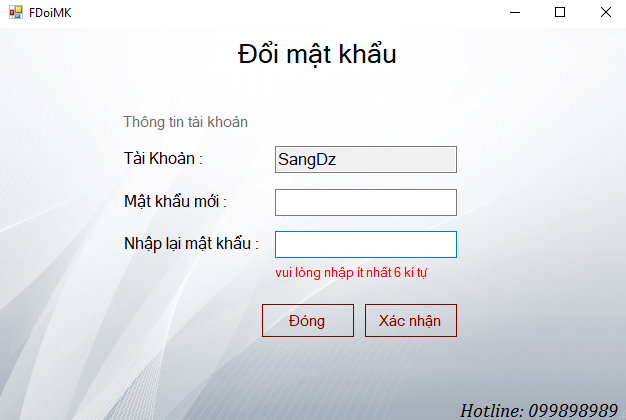 FDoiMK
Đổi mật khẩu
Thông tin tài khoản
Tài Khoản : SangDz
Mật khẩu mới :
Nhập lại mật khẩu :
vui lòng nhập ít nhất 6 kí tự
Đóng Xác nhận
Hotline: 099898989